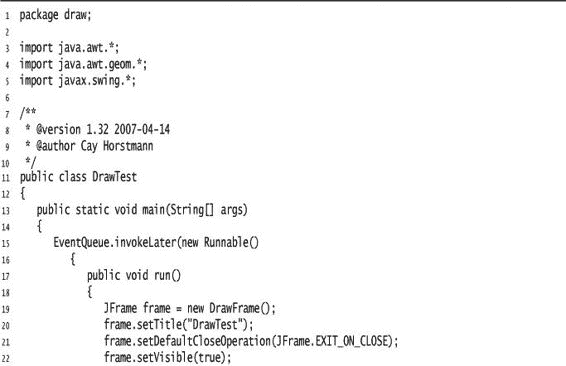 1 package draw;
2
3 import java.awt.*;
4 import java.awt.geom.*;
5 import javax.swing.*;
6
7 /**
8  * @version 1.32 2007-04-14
9  * @author Cay Horstmann
10  */
11 public class DrawTest
12 {
13    public static void main(String[] args)
14    {
15       EventQueue.invokeLater(new Runnable()
16          {
17             public void run()
18             {
19                JFrame frame = new DrawFrame();
20                frame.setTitle("DrawTest");
21                frame.setDefaultCloseOperation(JFrame.EXIT_ON_CLOSE);
22                frame.setVisible(true);